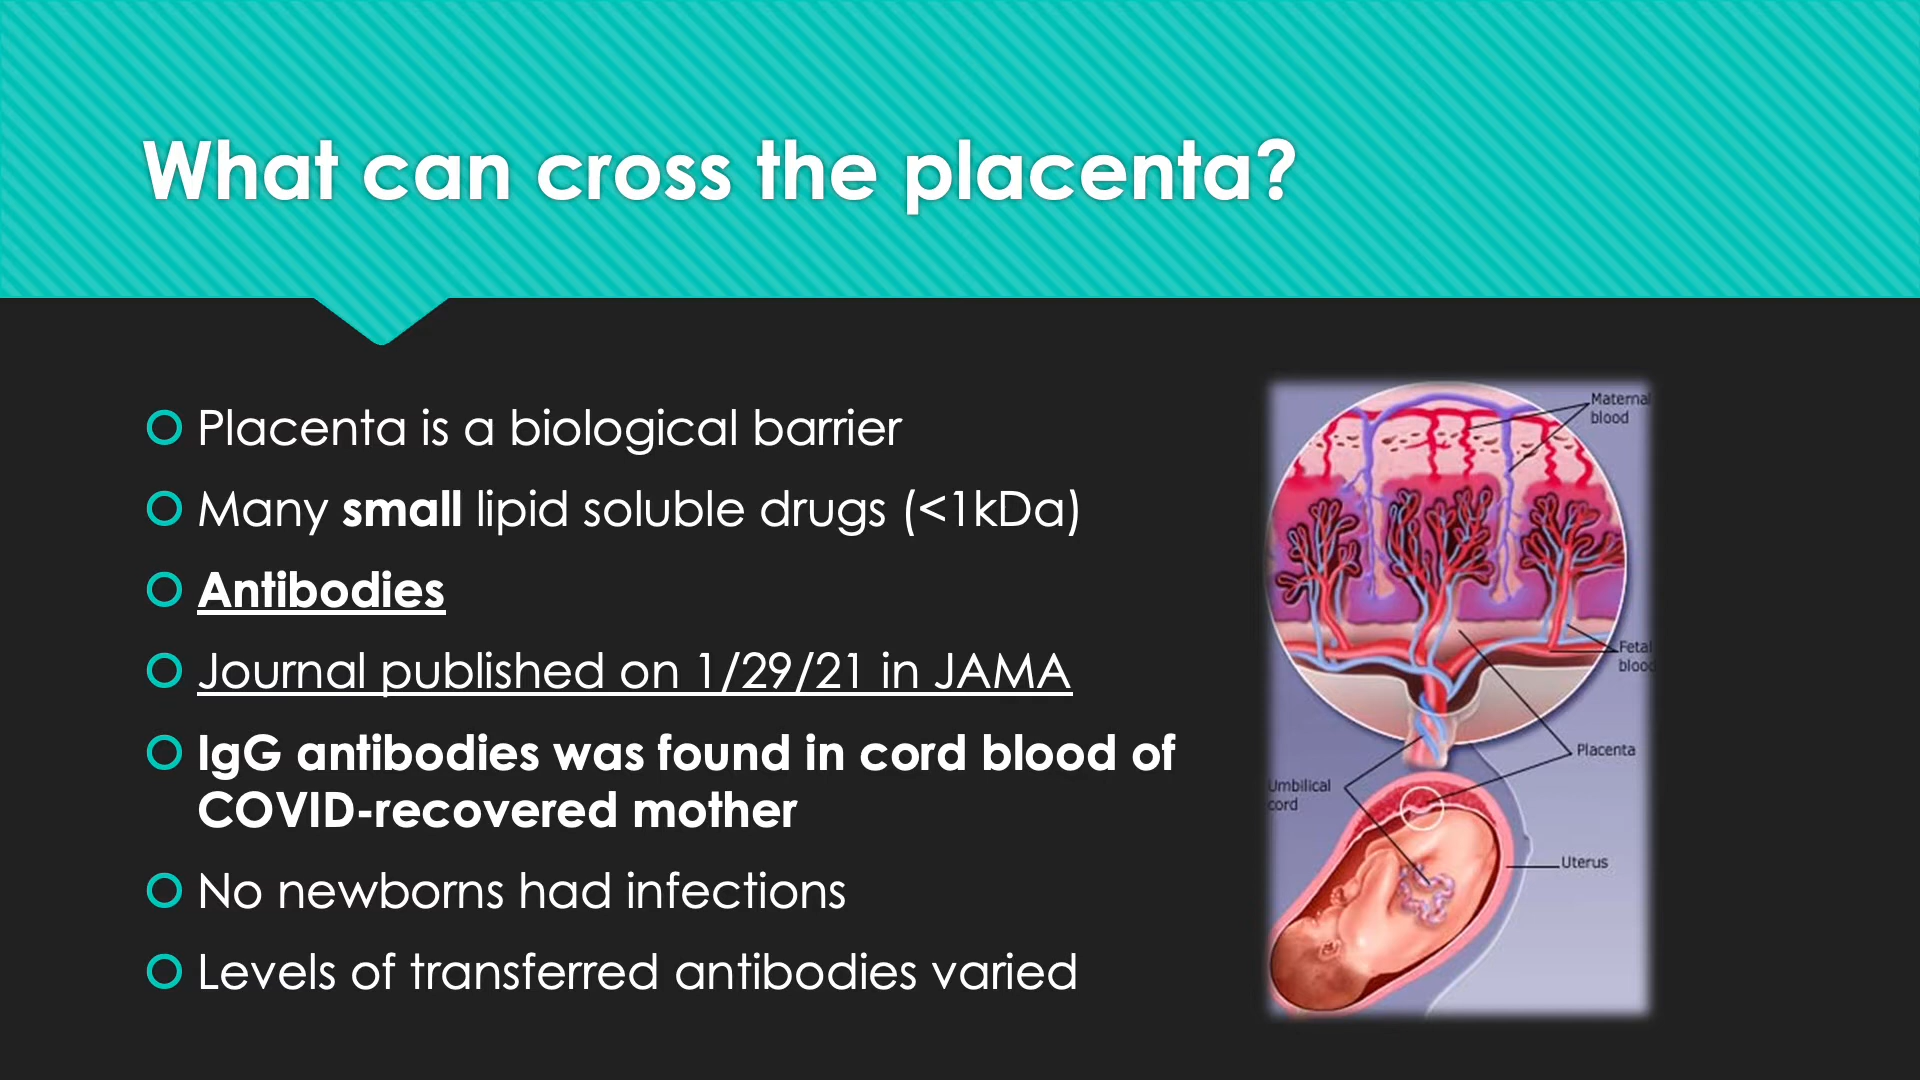 What can cross the placenta?
Placenta is a biological barrier
Many small lipid soluble drugs (<1kDa)
Antibodies
Journal published on 1/29/21 in JAMA
IgG antibodies was found in cord blood of
COVID-recovered mother
No newborns had infections
Levels of transferred antibodies varied
Maternal
blood
Fetal
blood
Placenta
Umbilical
cord
Uterus